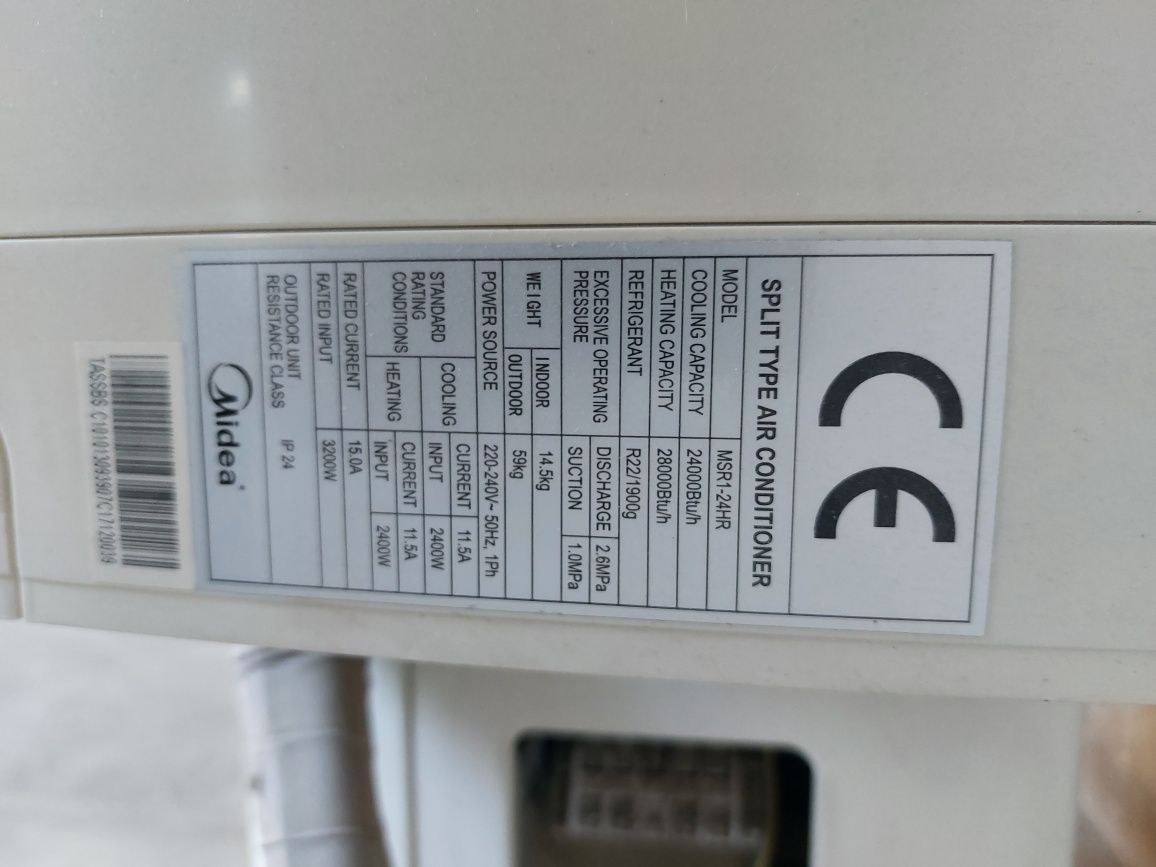 CE
SPLIT TYPE AIR CONDITIONER
MODEL MSR1-24HR
COOLING CAPACITY 24000Btu/h
HEATING CAPACITY 28000Btu/h
REFRIGERANT R22/1900g
EXCESSIVE OPERATING PRESSURE DISCHARGE 2.6MPa
SUCTION 1.0MPa
WEIGHT INDOOR 14.5kg
OUTDOOR 59kg
POWER SOURCE 220-240V~ 50Hz, 1Ph
STANDARD RATING CONDITIONS COOLING CURRENT 11.5A
INPUT 2400W
HEATING CURRENT 11.5A
INPUT 2400W
RATED CURRENT 15.0A
RATED INPUT 3200W
OUTDOOR UNIT RESISTANCE CLASS IP 24
Midea